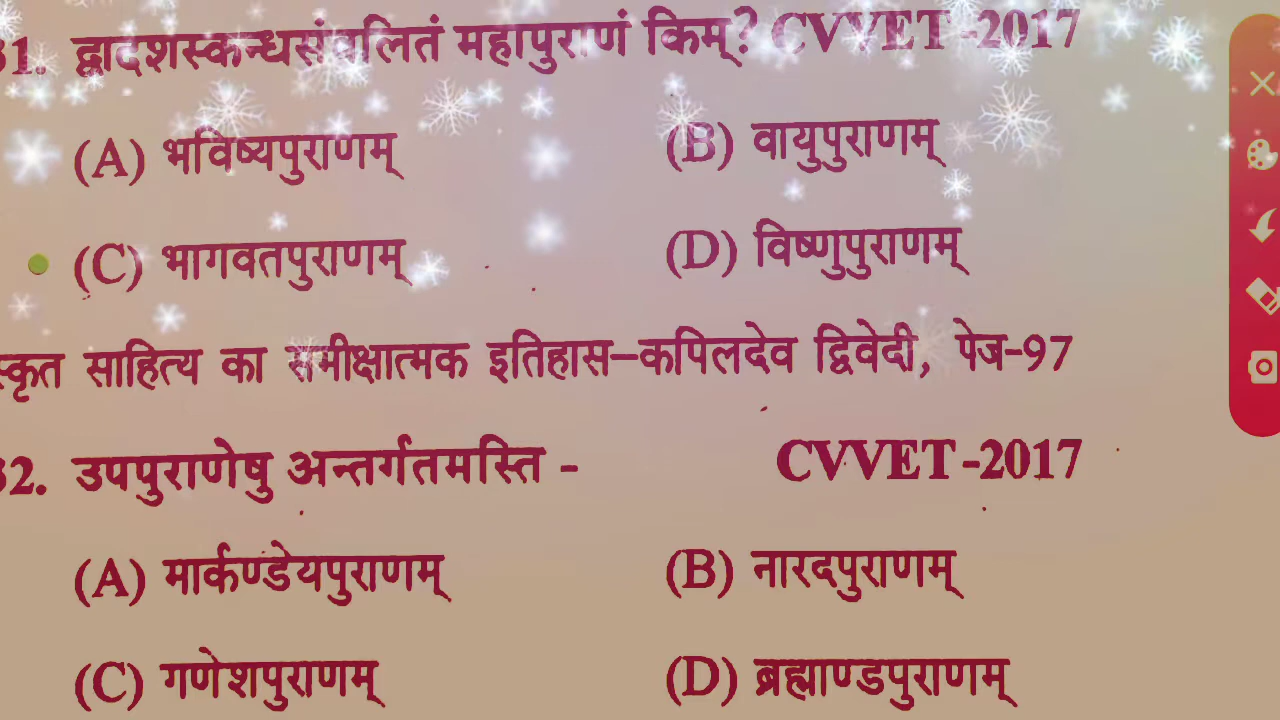 31. द्वादशस्कन्धसंवलितं महापुराणं किम्? CVVET-2017
(A) भविष्यपुराणम् (B) वायुपुराणम्
(C) भागवतपुराणम् (D) विष्णुपुराणम्
स्कृत साहित्य का समीक्षात्मक इतिहास–कपिलदेव द्विवेदी, पेज-97
32. उपपुराणेषु अन्तर्गतमस्ति - CVVET-2017
(A) मार्कण्डेयपुराणम् (B) नारदपुराणम्
(C) गणेशपुराणम् (D) ब्रह्माण्डपुराणम्